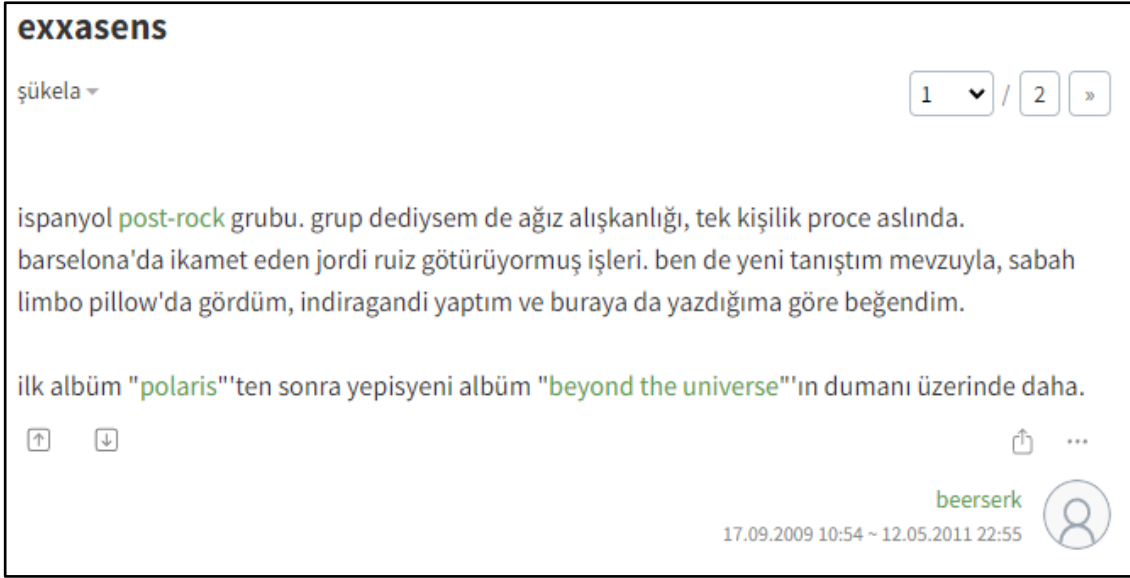 exxasens
şükela
1 / 2 »
ispanyol post-rock grubu. grup dediysem de ağız alışkanlığı, tek kişilik proce aslında.
barselona'da ikamet eden jordi ruiz götürüyormuş işleri. ben de yeni tanıştım mevzuyla, sabah
limbo pillow'da gördüm, indiragandi yaptım ve buraya da yazdığıma göre beğendim.
ilk albüm "polaris"'ten sonra yepisyeni albüm "beyond the universe"'ın dumanı üzerinde daha.
beerserk
17.09.2009 10:54 ~ 12.05.2011 22:55